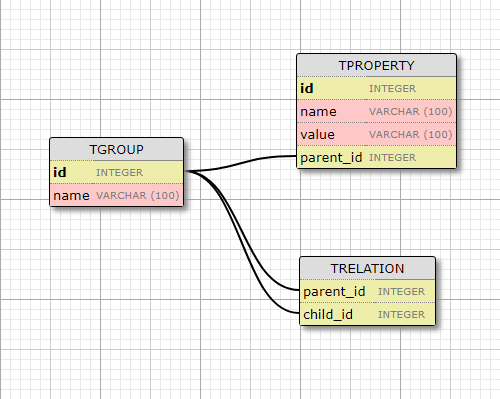 TPROPERTY
id INTEGER
name VARCHAR (100)
value VARCHAR (100)
parent_id INTEGER
TGROUP
id INTEGER
name VARCHAR (100)
TRELATION
parent_id INTEGER
child_id INTEGER